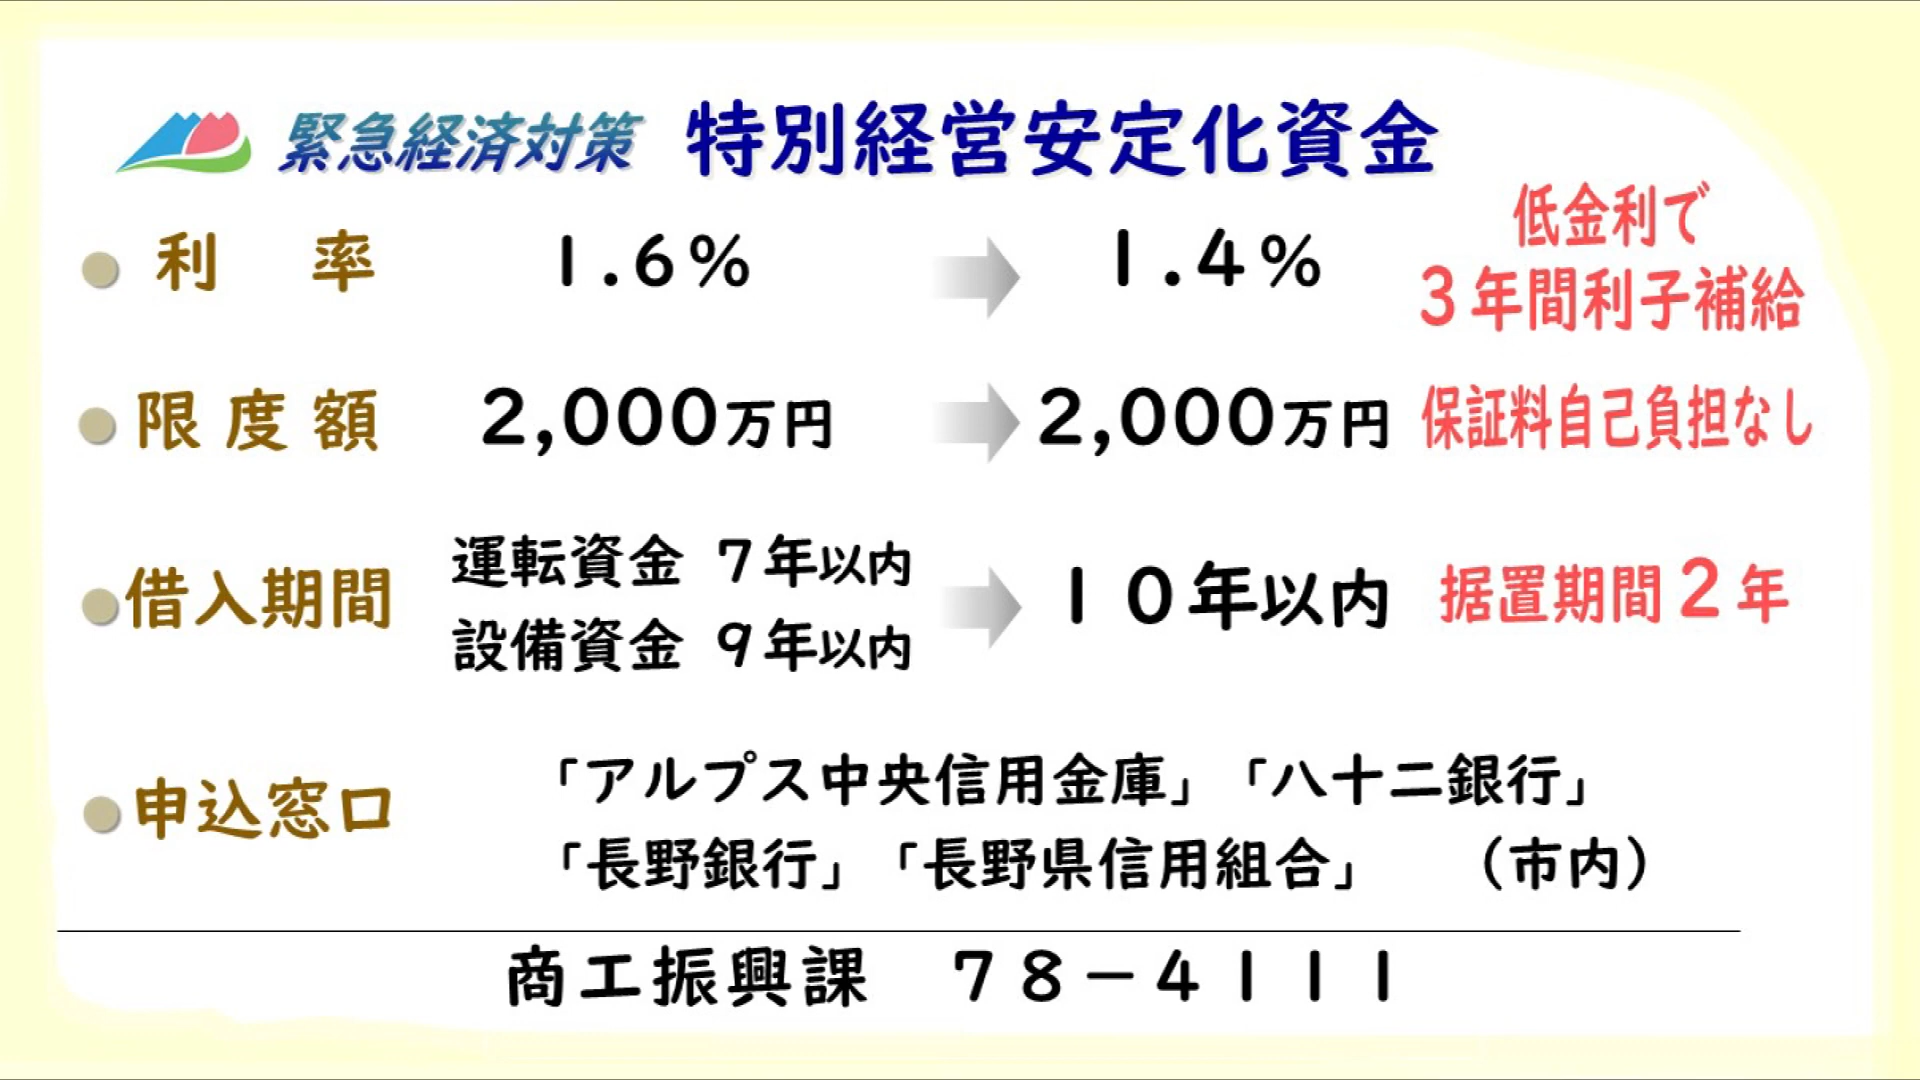 緊急経済対策 特別経営安定化資金
利 率 1.6% 1.4% 低金利で
3年間利子補給
限度額 2,000万円 2,000万円 保証料自己負担なし
借入期間 運転資金 7年以内 10年以内 据置期間2年
設備資金 9年以内
申込窓口 「アルプス中央信用金庫」「八十二銀行」
「長野銀行」「長野県信用組合」 （市内）
商工振興課 78－4111